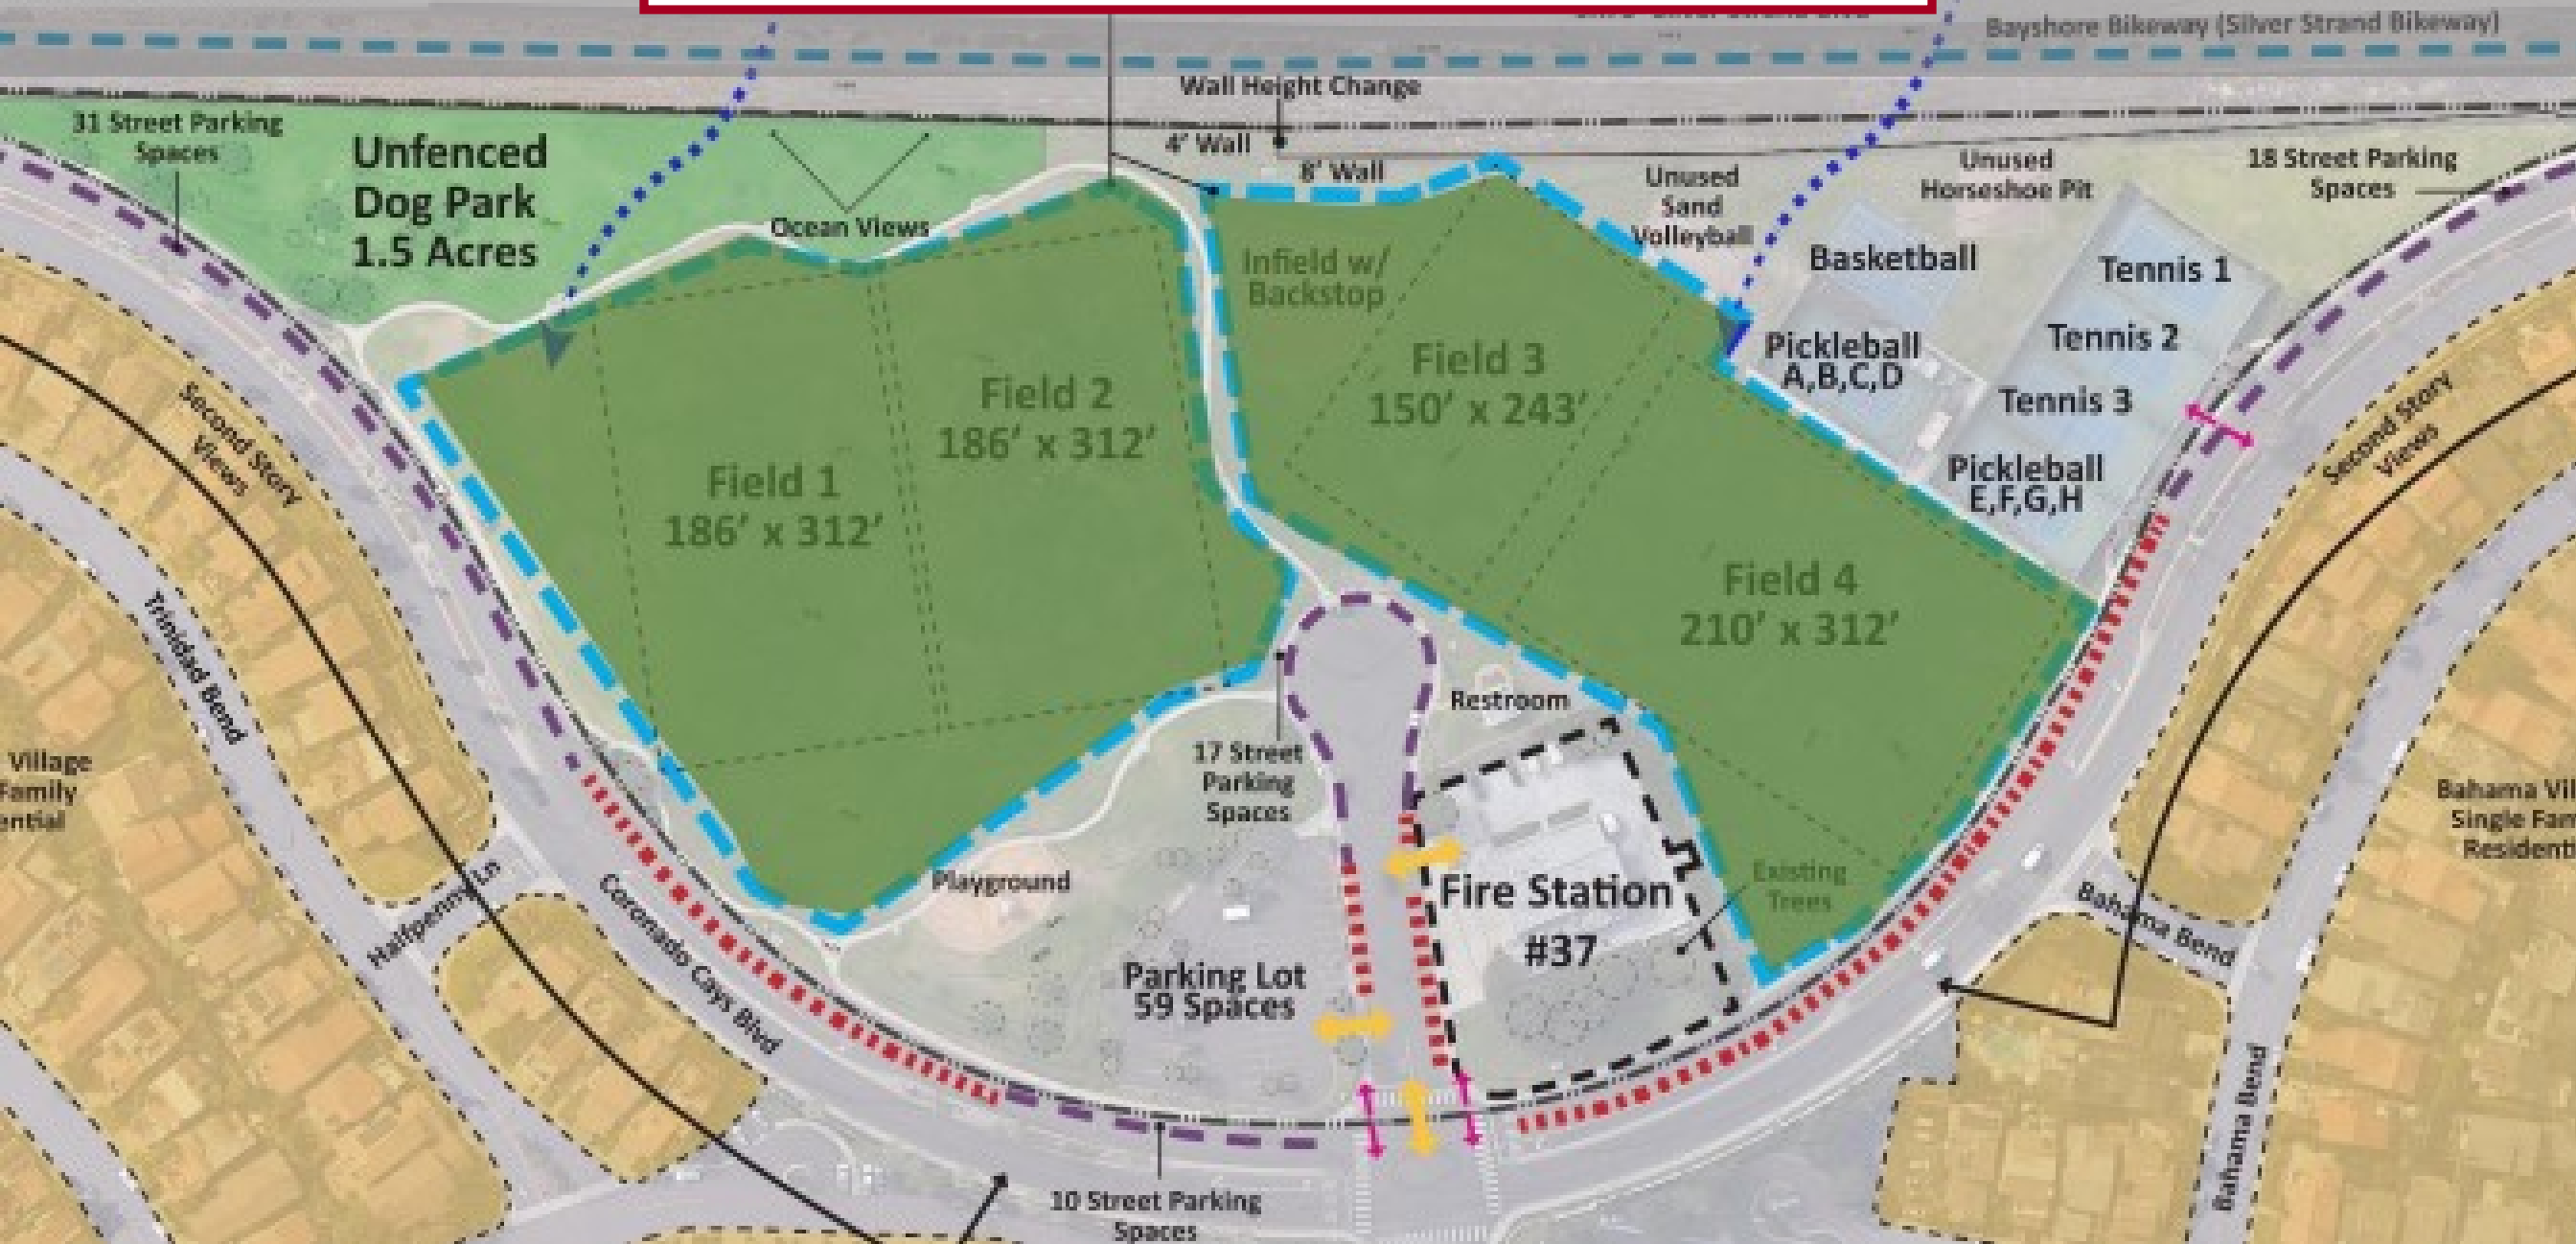 Bayshore Bikeway (Silver Strand Bikeway)
Wall Height Change
31 Street Parking
Spaces
Unfenced
Dog Park
1.5 Acres
4' Wall
8' Wall
Ocean Views
Unused
Sand
Volleyball
Unused
Horseshoe Pit
18 Street Parking
Spaces
Infield w/
Backstop
Basketball
Tennis 1
Tennis 2
Tennis 3
Pickleball
A,B,C,D
Pickleball
E,F,G,H
Field 1
186' x 312'
Field 2
186' x 312'
Field 3
150' x 243'
Field 4
210' x 312'
Second Story
Views
Second Story
Views
Trinidad Bend
Village
Family
ential
Restroom
17 Street
Parking
Spaces
Playground
Halfpenny Ln
Coronado Cays Blvd
Parking Lot
59 Spaces
Fire Station
#37
Existing
Trees
Bahama Vil
Single Fam
Residenti
Bahama Bend
Bahama Bend
10 Street Parking
Spaces